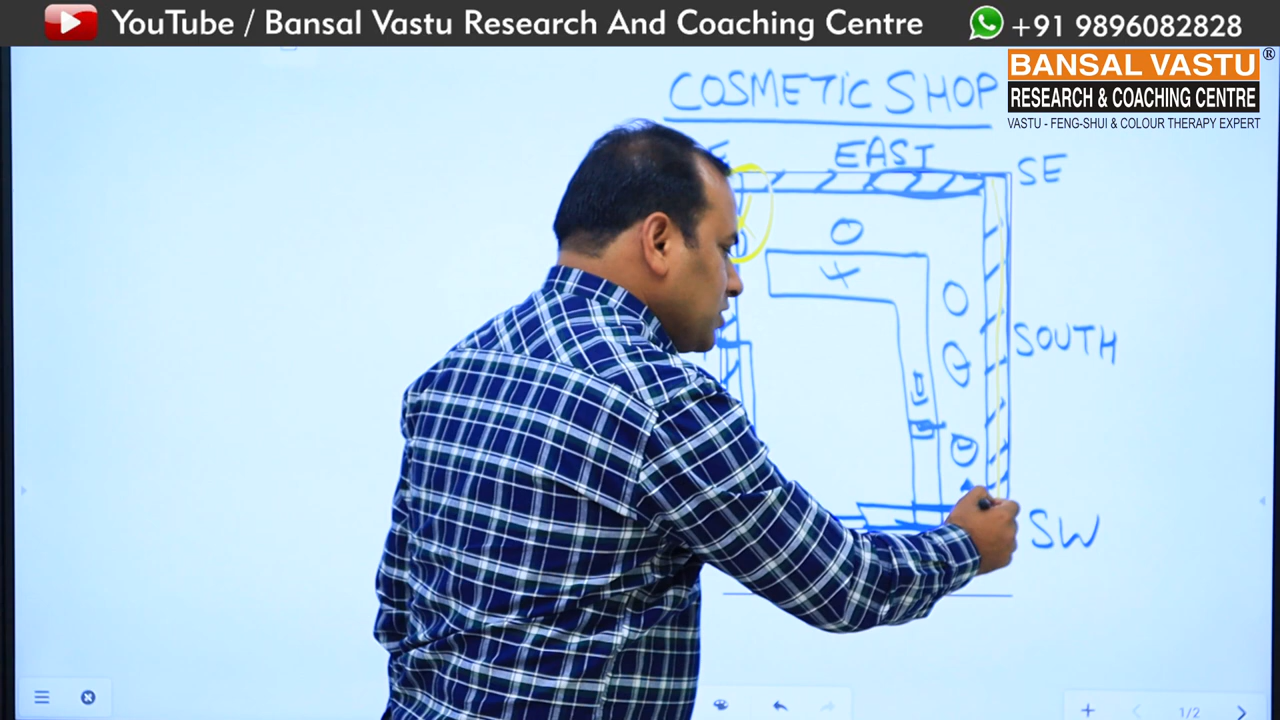 YouTube / Bansal Vastu Research And Coaching Centre
+91 9896082828
BANSAL VASTU®
RESEARCH & COACHING CENTRE
VASTU - FENG-SHUI & COLOUR THERAPY EXPERT
COSMETIC SHOP
EAST
SE
SOUTH
SW
1/2